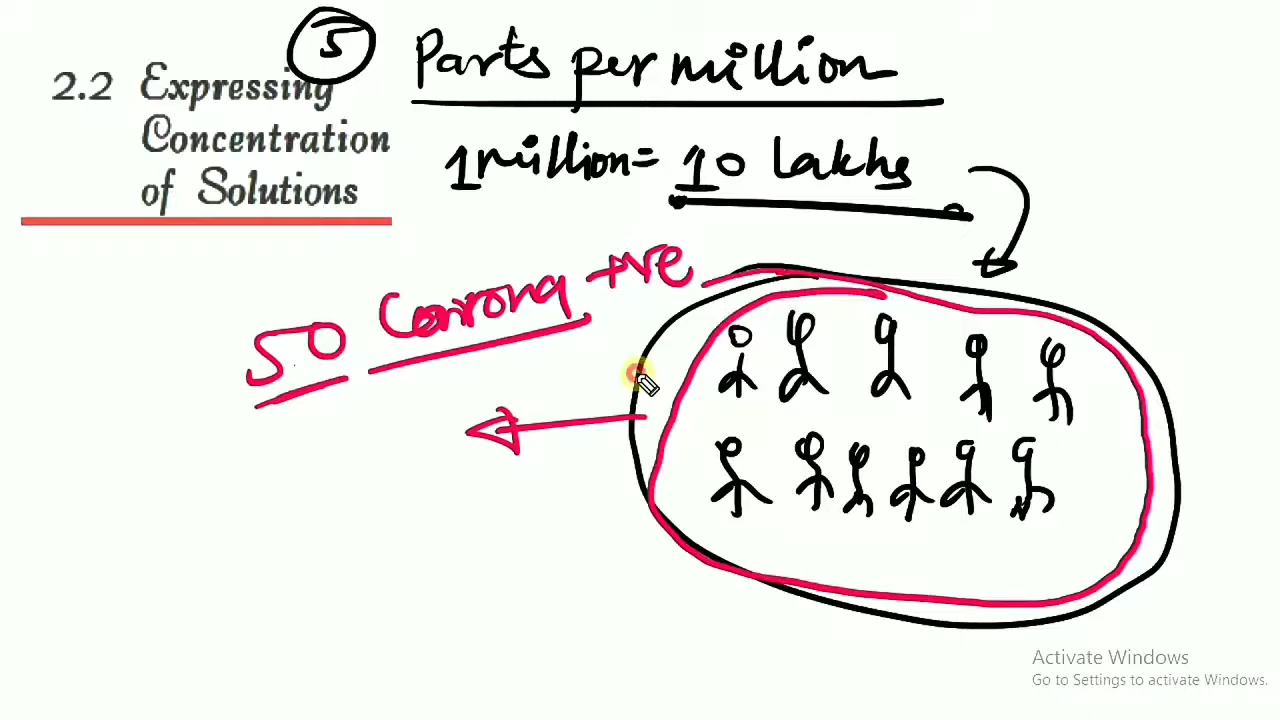 5 Parts per million
2.2 Expressing
Concentration
of Solutions
1 million = 10 lakhs
50 Corona +ve
Activate Windows
Go to Settings to activate Windows.